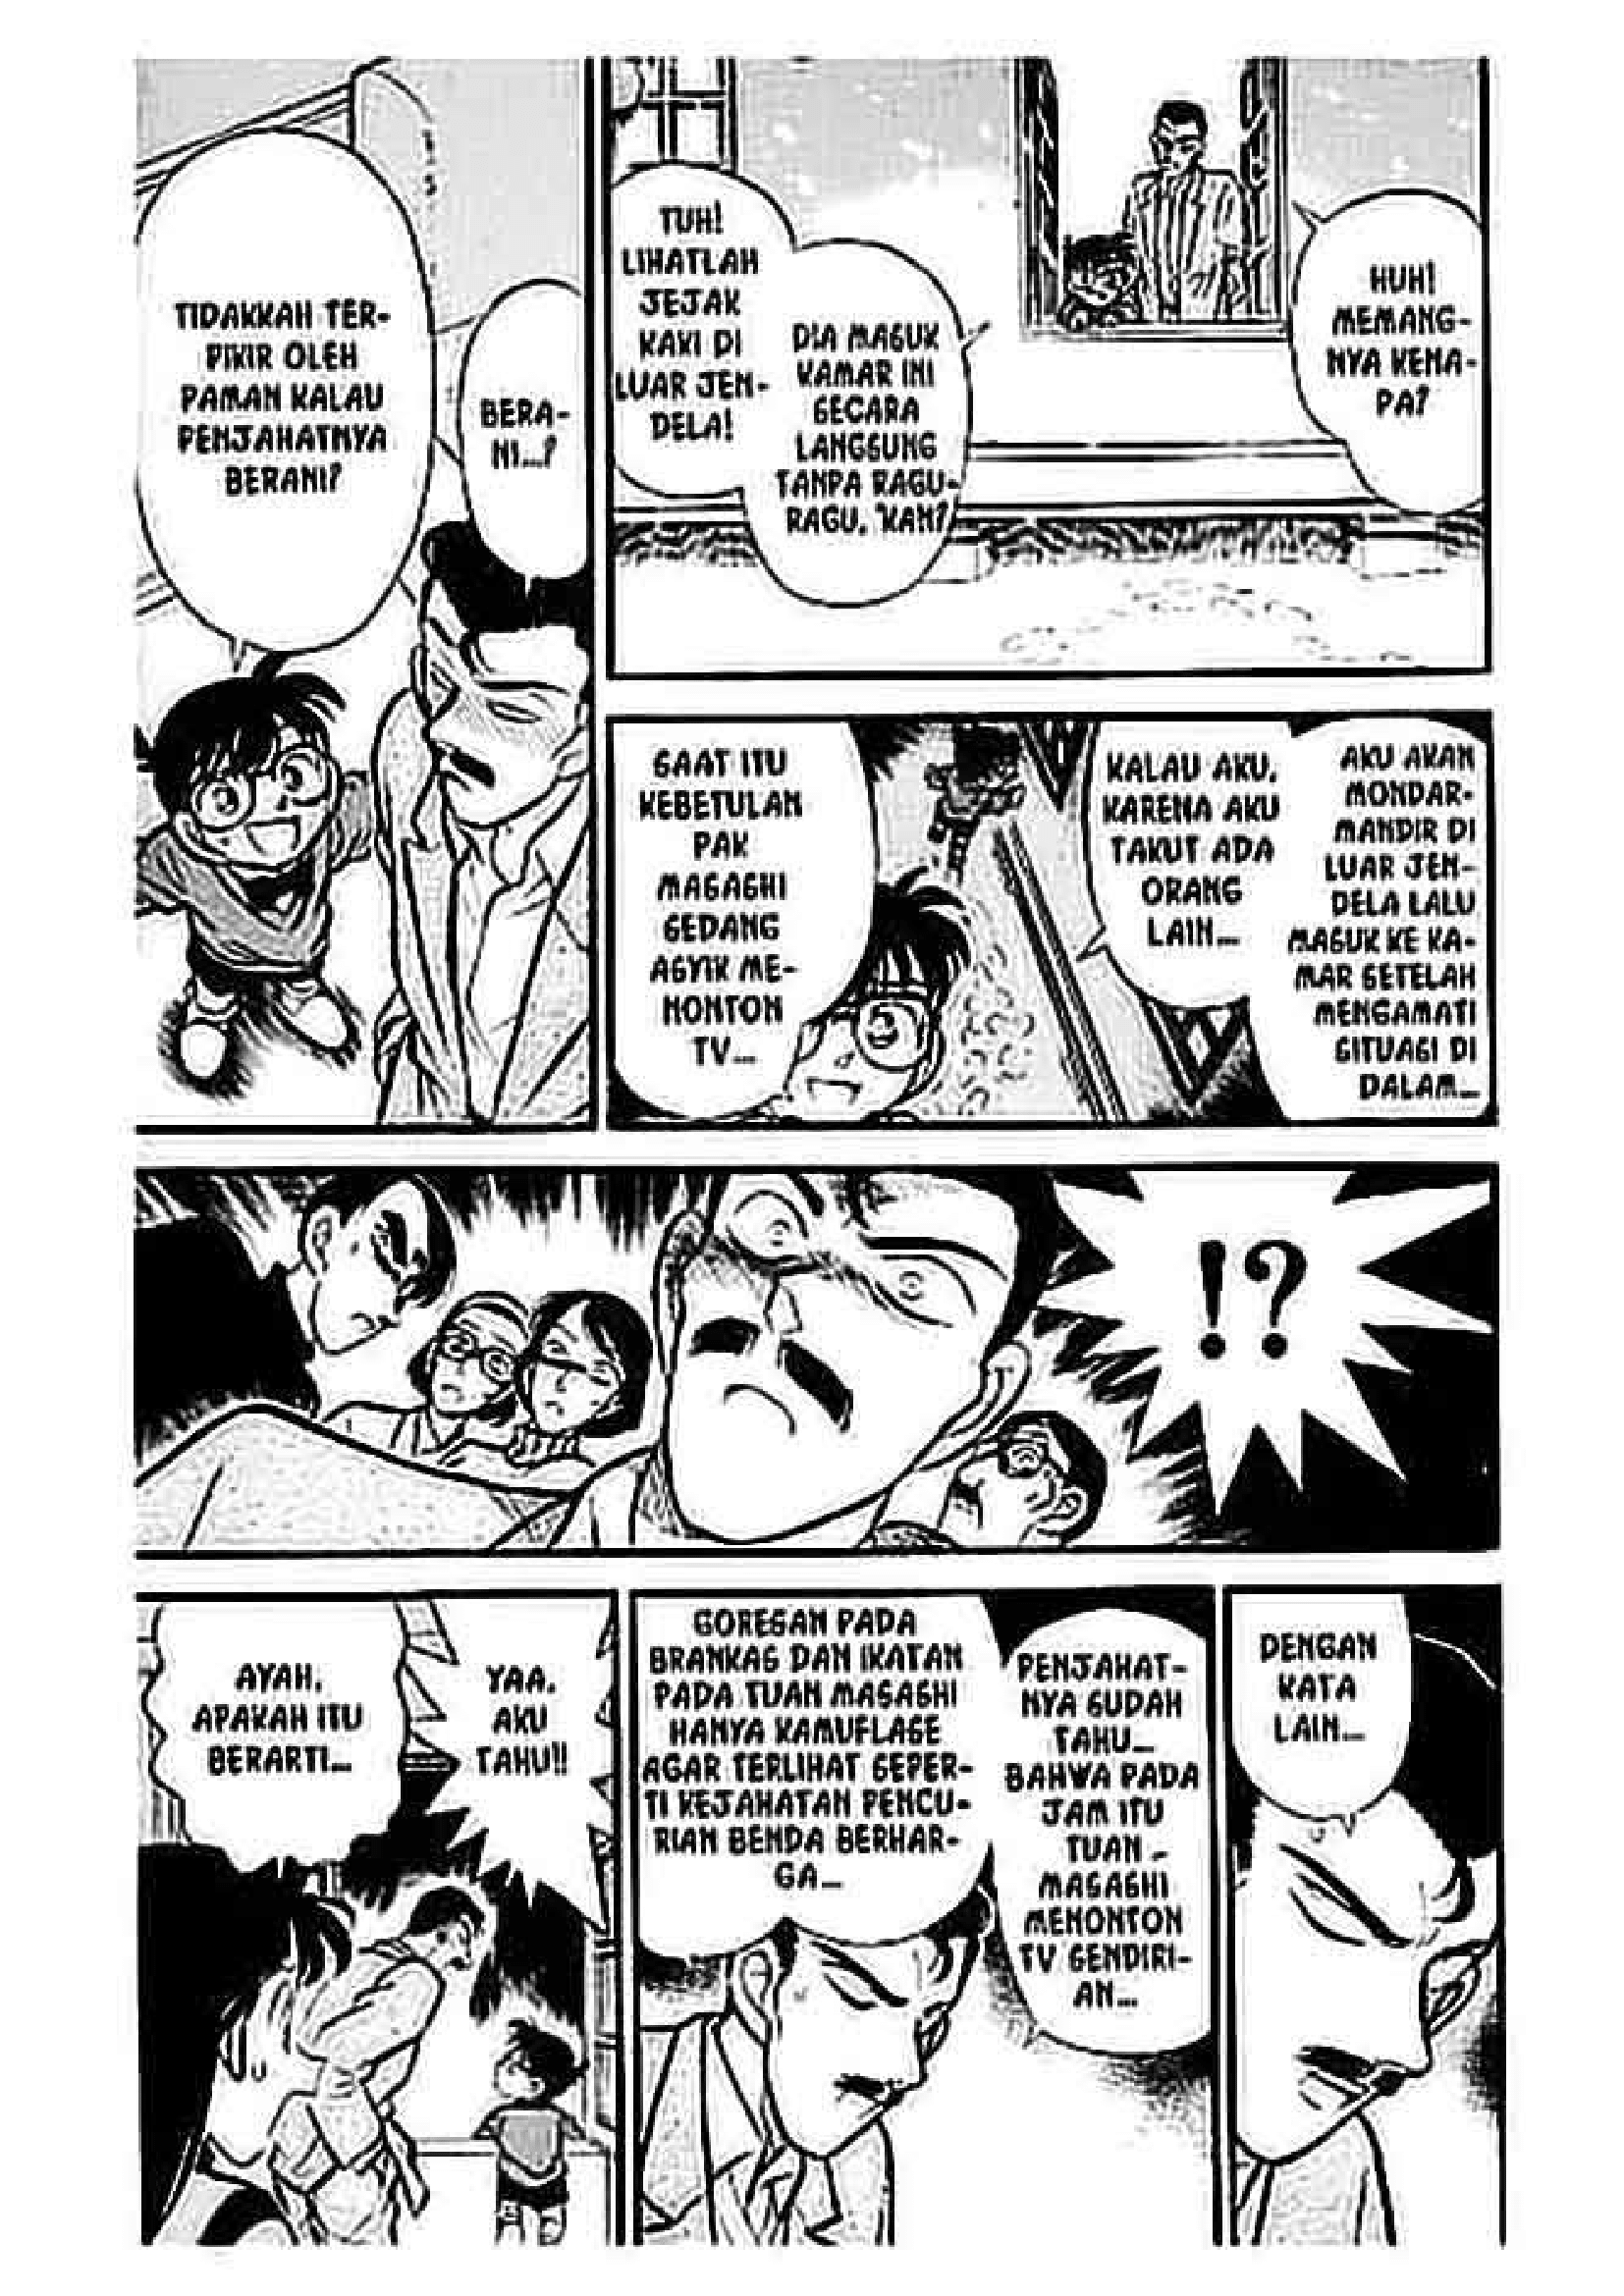 HUH!
MEMANG-
NYA KENA-
PA?
TUH!
LIHATLAH
JEJAK
KAKI DI
LUAR JEN-
DELA!
DIA MASUK
KAMAR INI
SECARA
LANGSUNG
TANPA RAGU-
RAGU, 'KAN?
BERA-
NI...?
TIDAKKAH TER-
PIKIR OLEH
PAMAN KALAU
PENJAHATNYA
BERANI?
AKU AKAN
MONDAR-
MANDIR DI
LUAR JEN-
DELA LALU
MASUK KE KA-
MAR SETELAH
MENGAMATI
SITUASI DI
DALAM...
KALAU AKU,
KARENA AKU
TAKUT ADA
ORANG
LAIN...
SAAT ITU
KEBETULAN
PAK
MASASHI
SEDANG
ASYIK ME-
NONTON
TV...
!?
DENGAN
KATA
LAIN...
PENJAHAT-
NYA SUDAH
TAHU...
BAHWA PADA
JAM ITU
TUAN
MASASHI
MENONTON
TV SENDIRI-
AN...
GORESAN PADA
BRANKAS DAN IKATAN
PADA TUAN MASASHI
HANYA KAMUFLASE
AGAR TERLIHAT SEPER-
TI KEJAHATAN PENCU-
RIAN BENDA BERHAR-
GA...
YAA,
AKU
TAHU!!
AYAH,
APAKAH ITU
BERARTI...